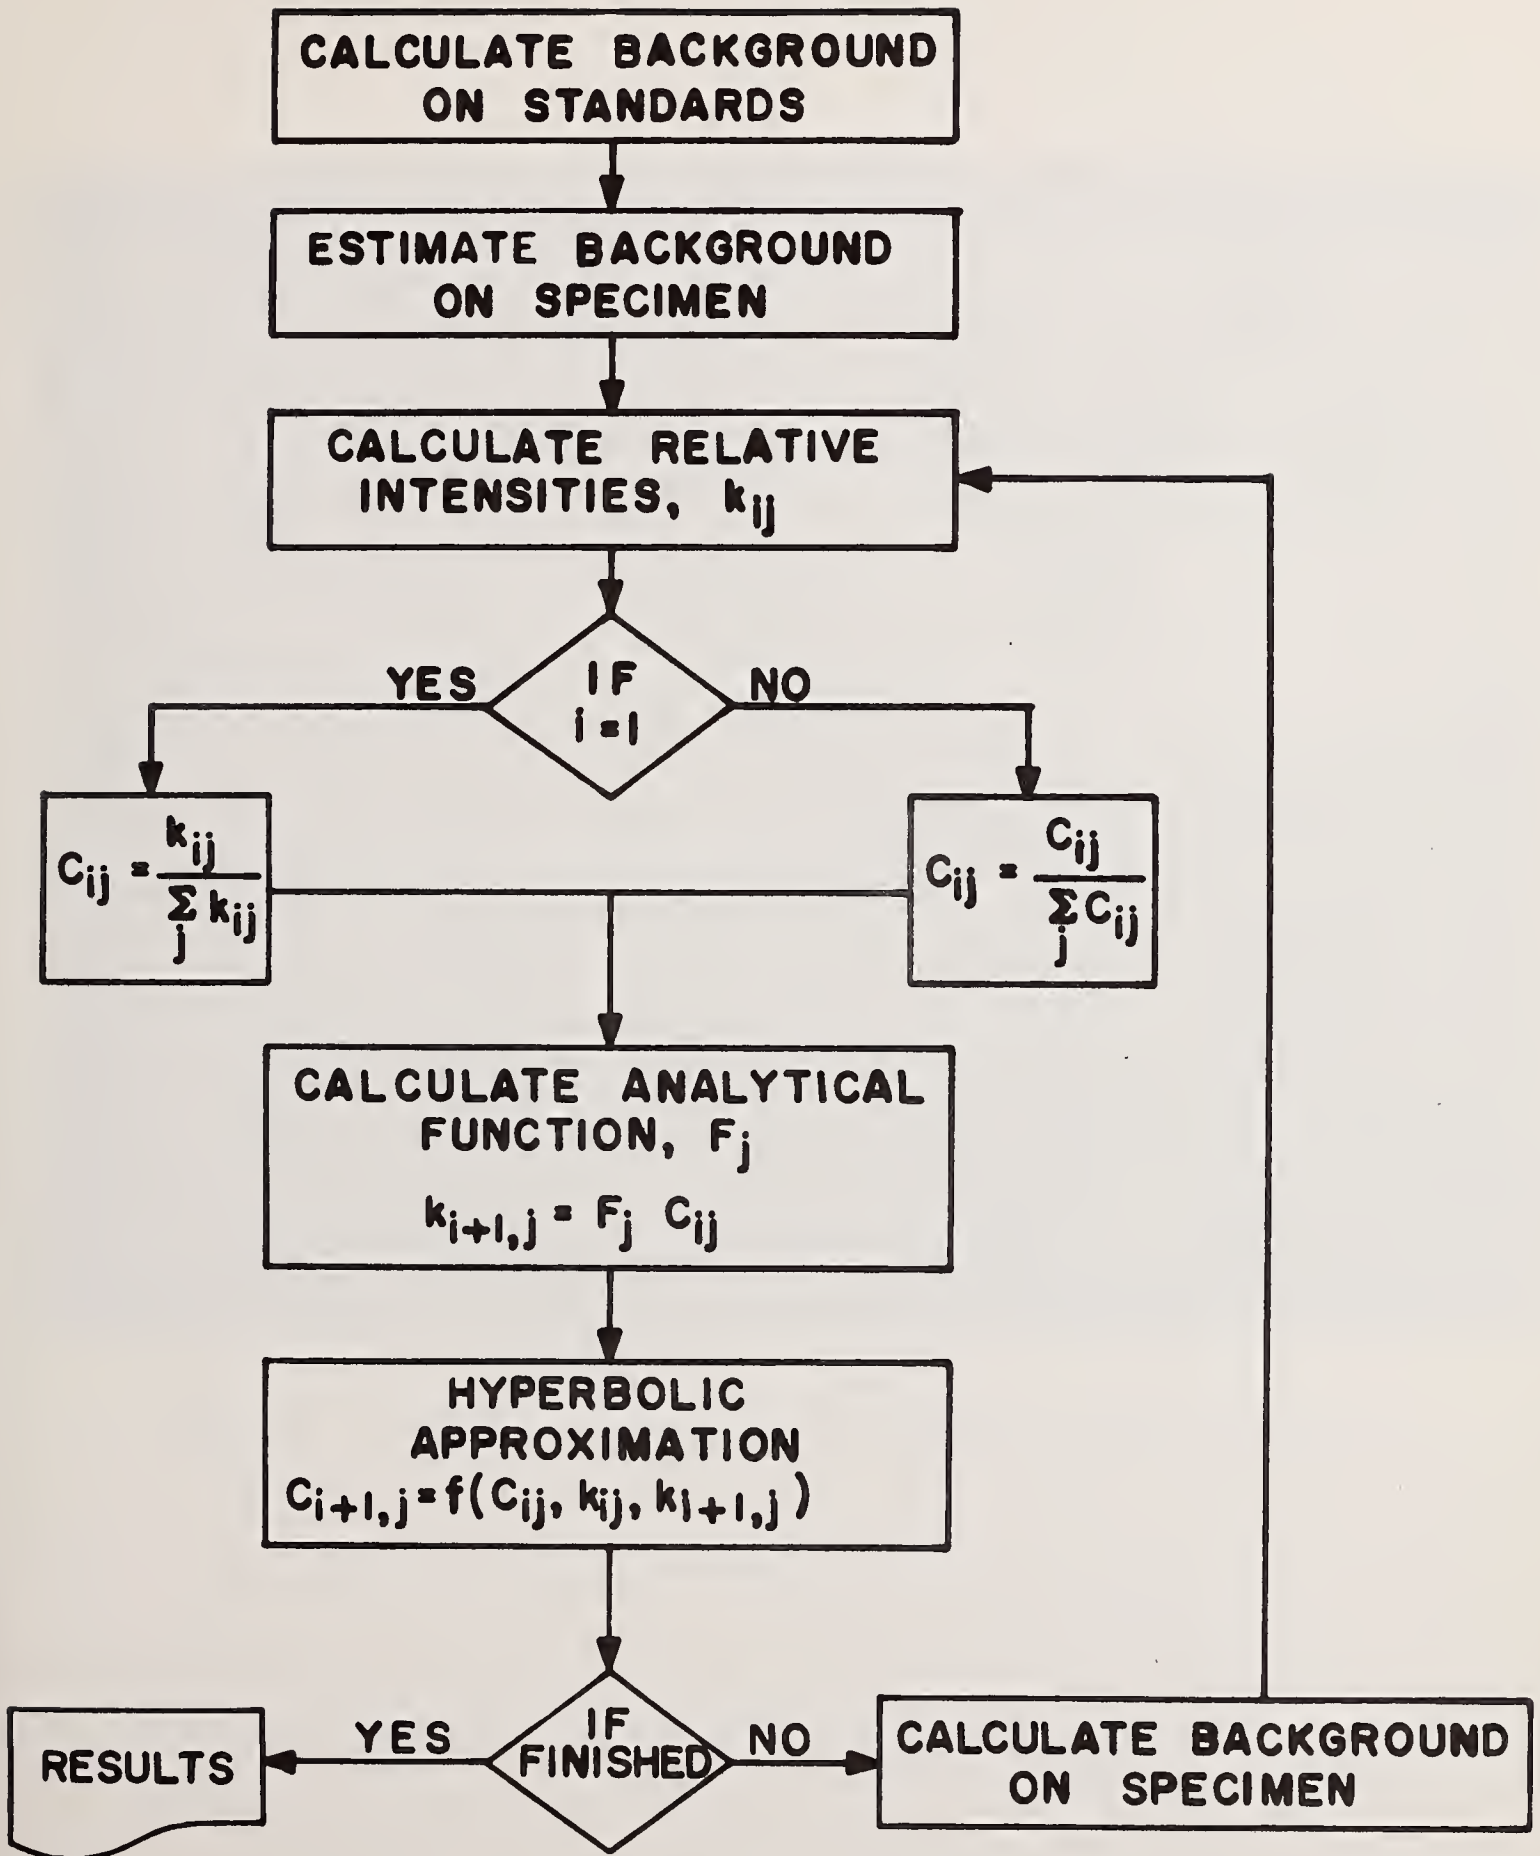 CALCULATE BACKGROUND
ON STANDARDS
ESTIMATE BACKGROUND
ON SPECIMEN
CALCULATE RELATIVE
INTENSITIES, kij
YES
IF
i = 1
NO
Cij = kij / Σj kij
Cij = Cij / Σj Cij
CALCULATE ANALYTICAL
FUNCTION, Fj
ki+1,j = Fj Cij
HYPERBOLIC
APPROXIMATION
Ci+1,j = f(Cij, kij, ki+1,j)
RESULTS
YES
IF
FINISHED
NO
CALCULATE BACKGROUND
ON SPECIMEN